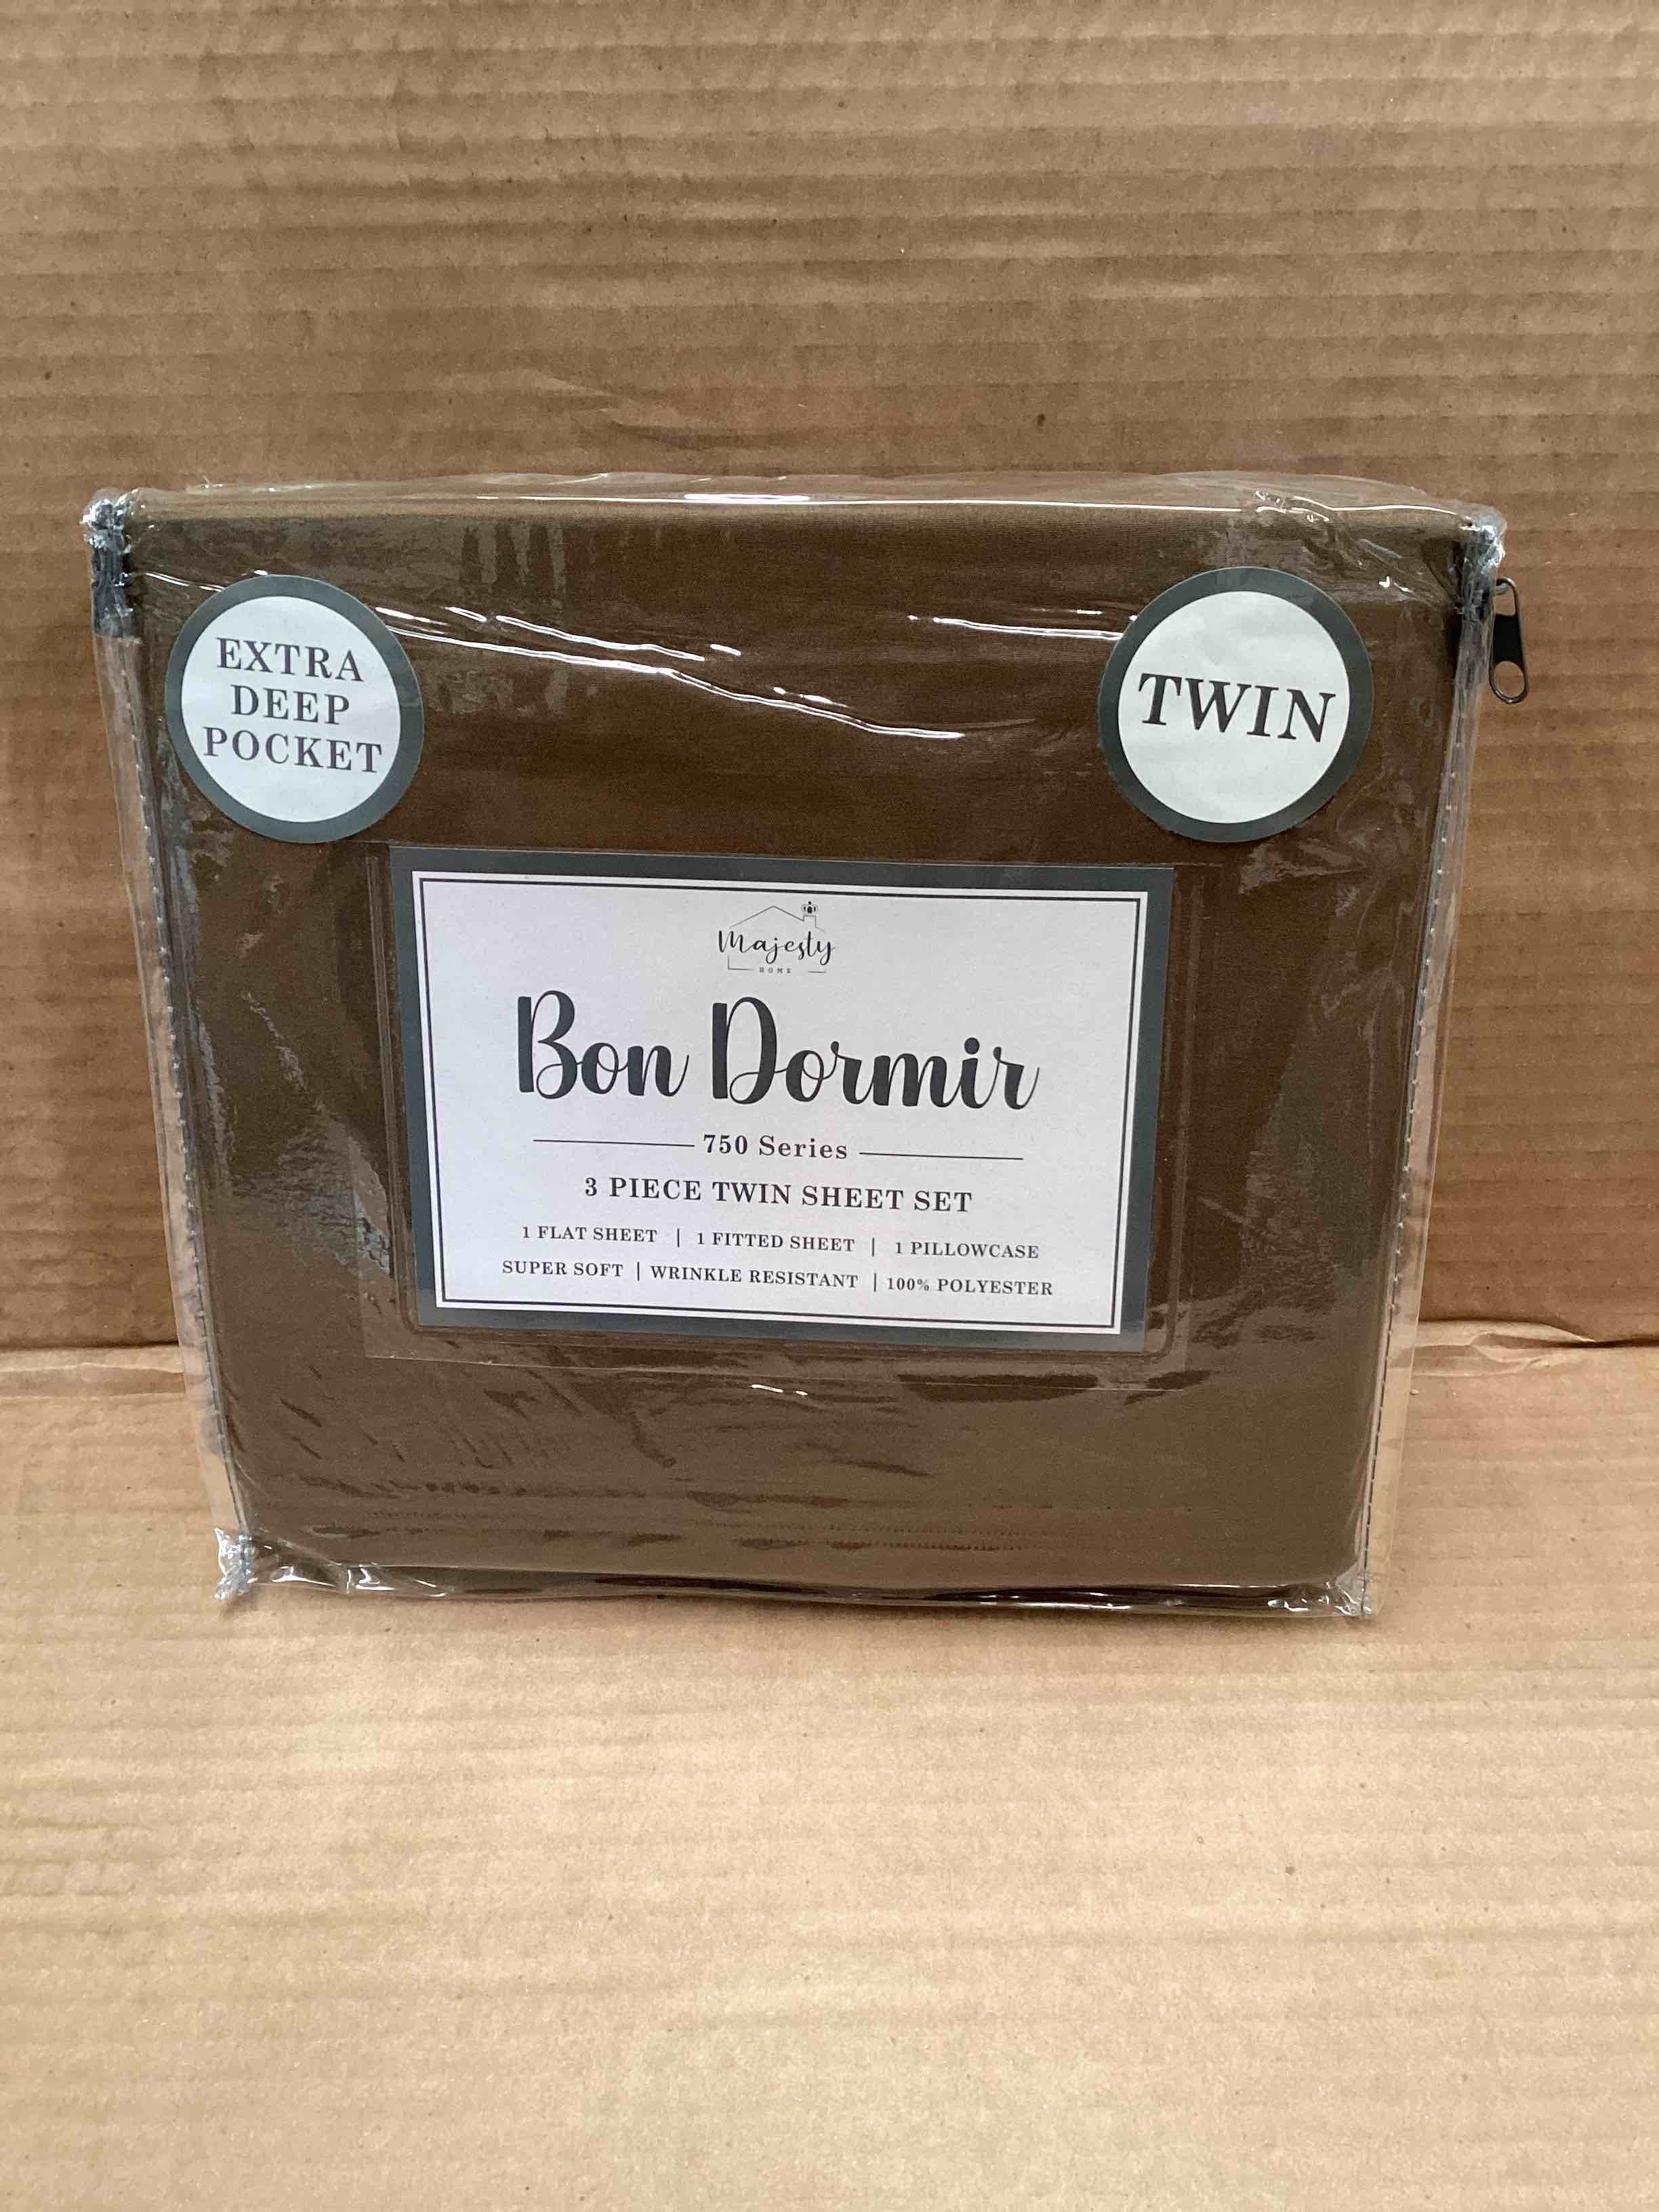 EXTRA
DEEP
POCKET
TWIN
Majesty
HOME
Bon Dormir
750 Series
3 PIECE TWIN SHEET SET
1 FLAT SHEET | 1 FITTED SHEET | 1 PILLOWCASE
SUPER SOFT | WRINKLE RESISTANT | 100% POLYESTER